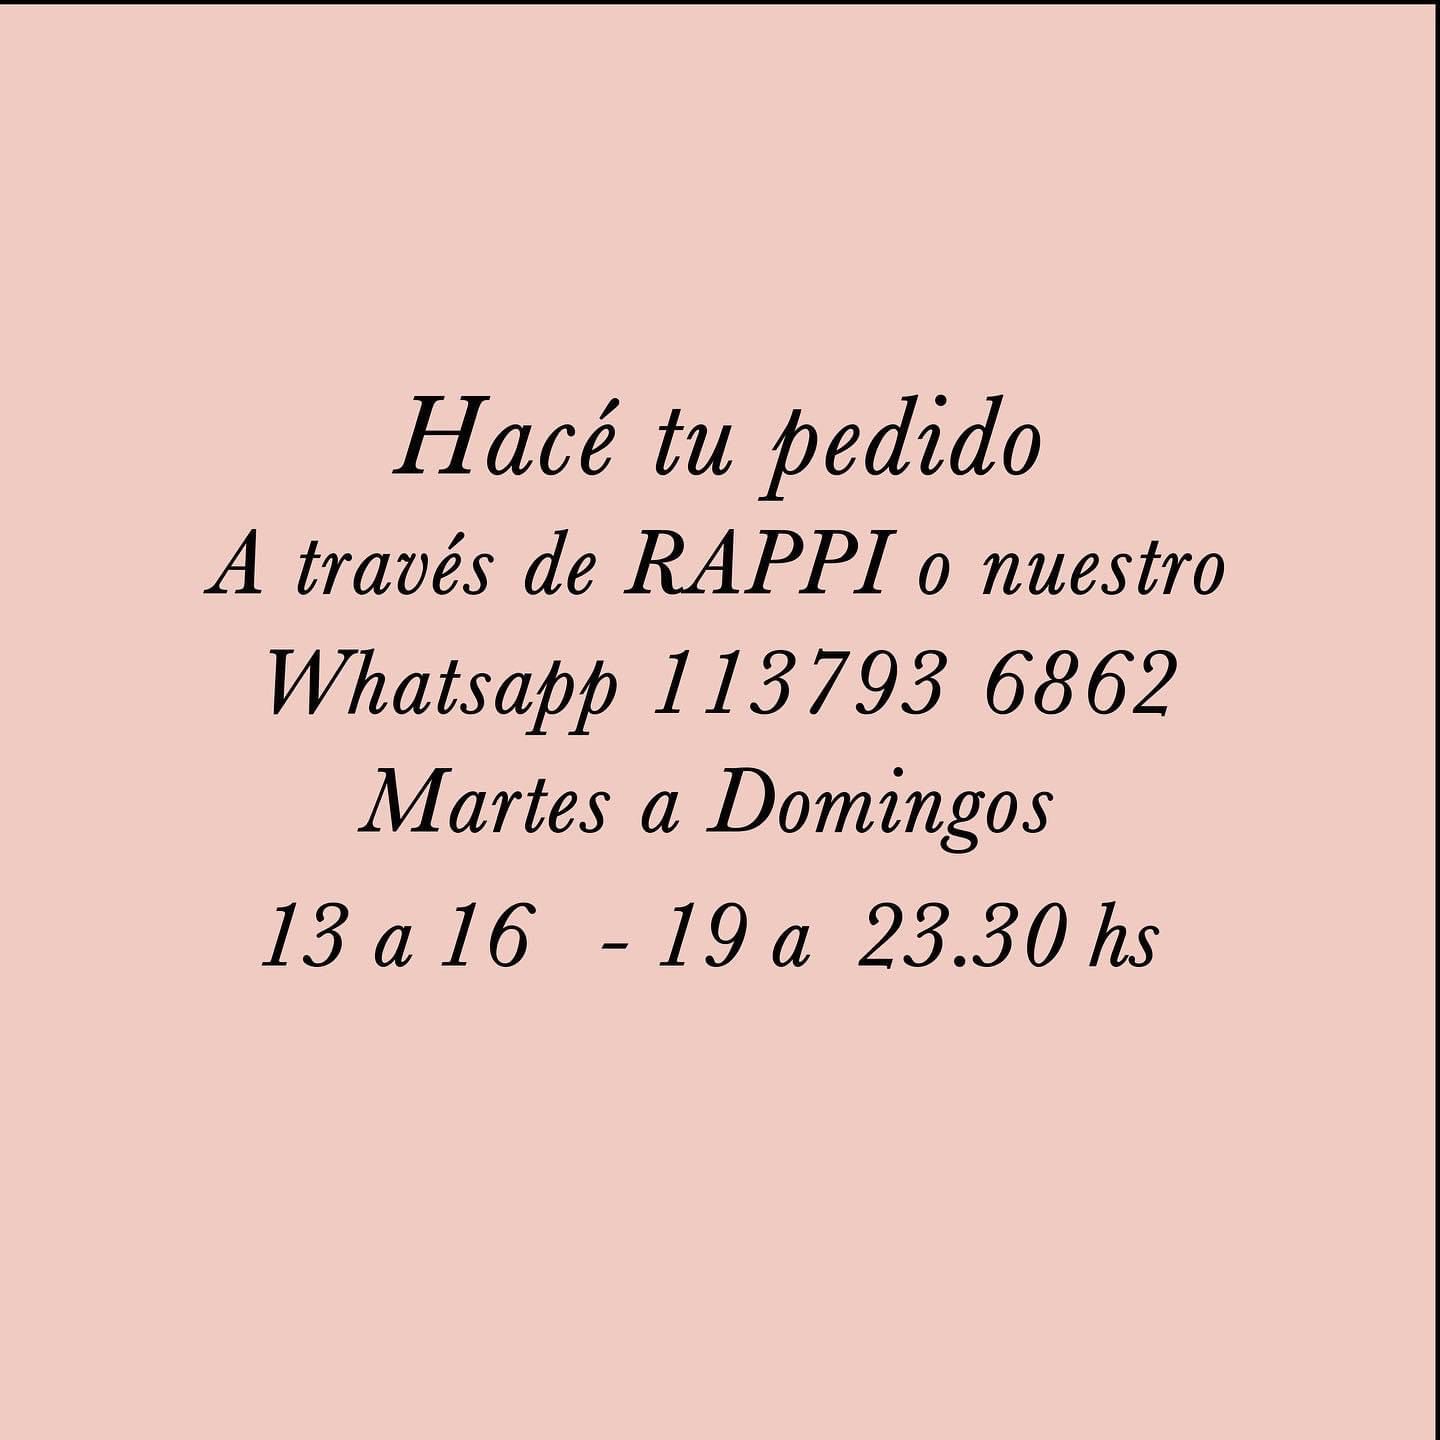 Hacé tu pedido
A través de RAPPI o nuestro
Whatsapp 113793 6862
Martes a Domingos
13 a 16 - 19 a 23.30 hs